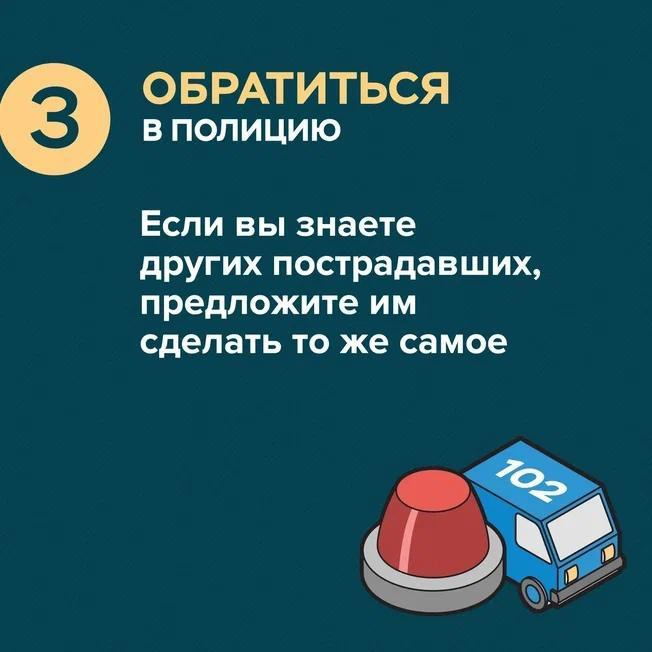 3
ОБРАТИТЬСЯ
В ПОЛИЦИЮ
Если вы знаете
других пострадавших,
предложите им
сделать то же самое
102